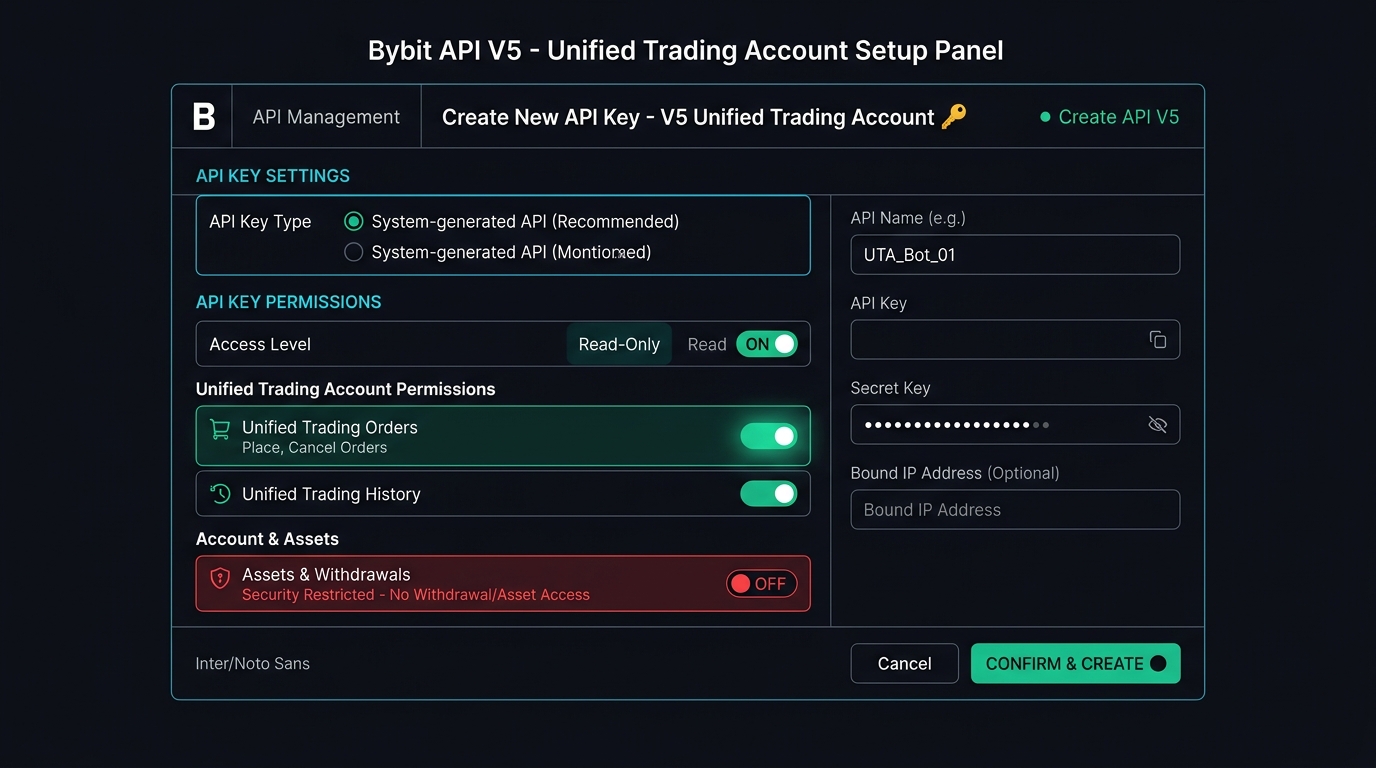 Bybit API V5 - Unified Trading Account Setup Panel
B
API Management
Create New API Key - V5 Unified Trading Account 🔑
Create API V5
API KEY SETTINGS
API Key Type
System-generated API (Recommended)
System-generated API
API KEY PERMISSIONS
Access Level
Read-Only
Read
ON
Unified Trading Account Permissions
Unified Trading Orders
Place, Cancel Orders
Unified Trading History
Account & Assets
Assets & Withdrawals
Security Restricted - No Withdrawal/Asset Access
OFF
API Name (e.g.)
UTA_Bot_01
API Key
Secret Key
Bound IP Address (Optional)
Bound IP Address
Inter/Noto Sans
Cancel
CONFIRM & CREATE